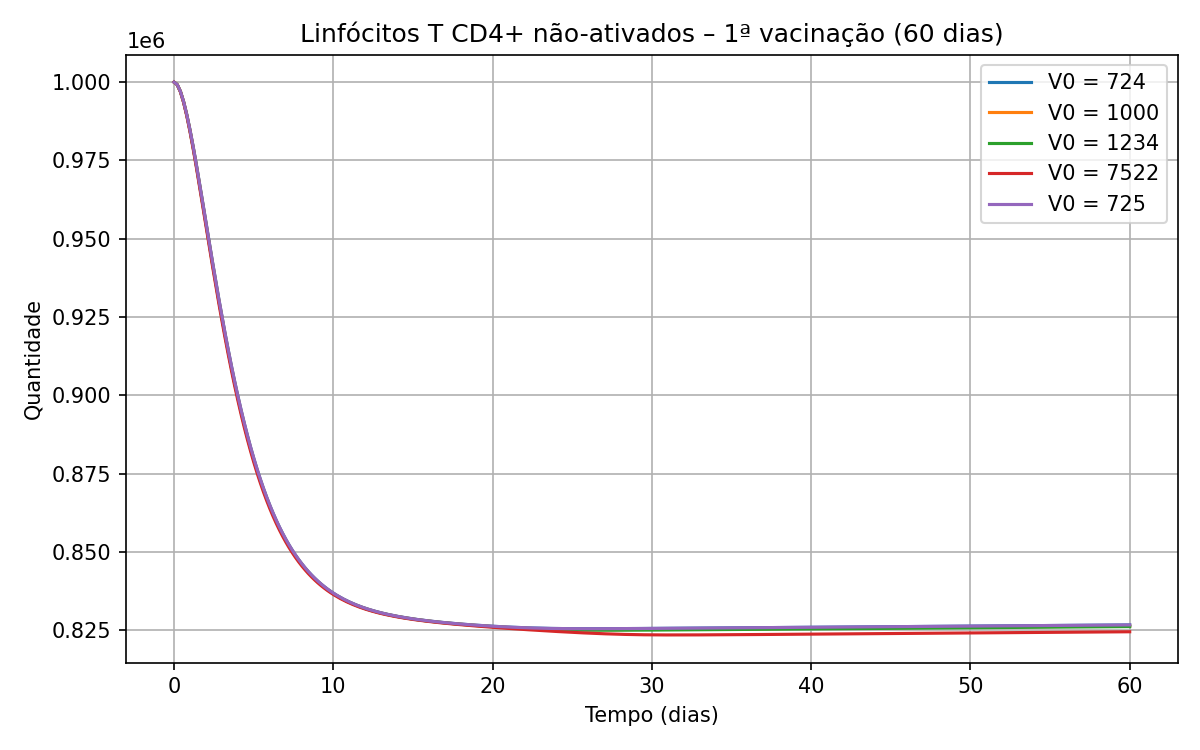 Linfócitos T CD4+ não-ativados – 1ª vacinação (60 dias)
1e6
1.000
0.975
0.950
0.925
0.900
0.875
0.850
0.825
Quantidade
V0 = 724
V0 = 1000
V0 = 1234
V0 = 7522
V0 = 725
0 10 20 30 40 50 60
Tempo (dias)